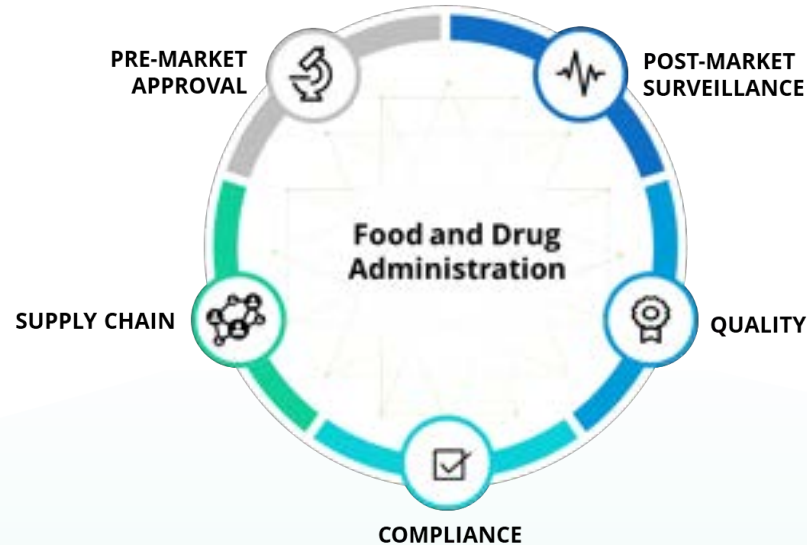 PRE-MARKET
APPROVAL
POST-MARKET
SURVEILLANCE
Food and Drug
Administration
SUPPLY CHAIN
QUALITY
COMPLIANCE